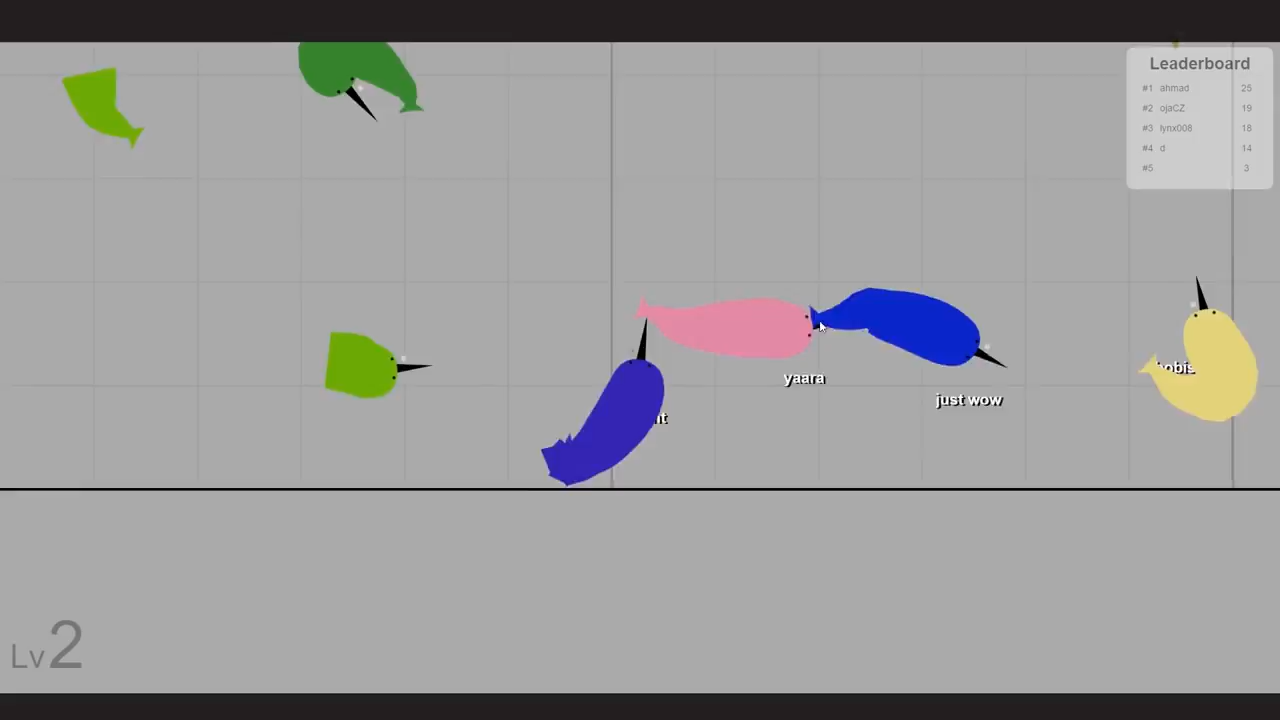 Leaderboard
#1 ahmad 25
#2 ojaCZ 19
#3 lynx008 18
#4 d 14
#5 3
yaara
just wow
Lv2